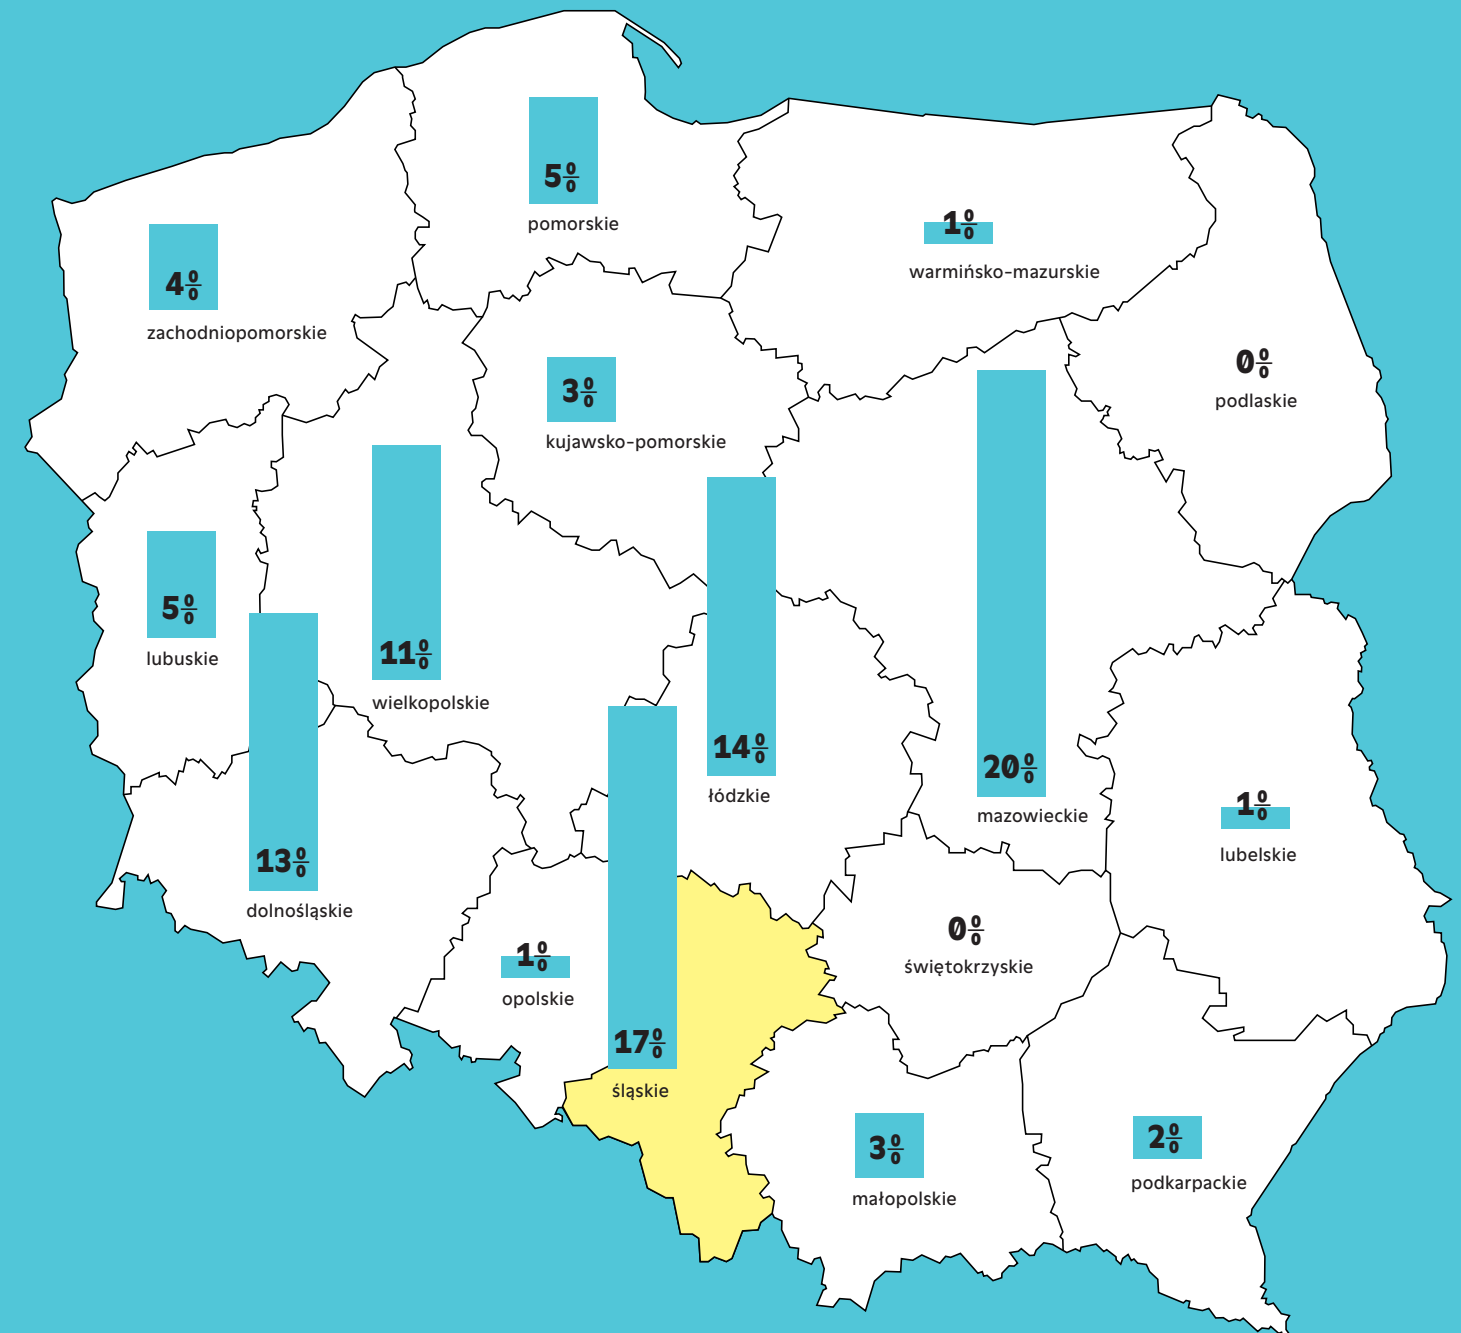 5%
pomorskie
1%
warmińsko-mazurskie
4%
zachodniopomorskie
0%
podlaskie
3%
kujawsko-pomorskie
5%
lubuskie
11%
wielkopolskie
14%
łódzkie
20%
mazowieckie
1%
lubelskie
13%
dolnośląskie
0%
świętokrzyskie
1%
opolskie
17%
śląskie
3%
małopolskie
2%
podkarpackie